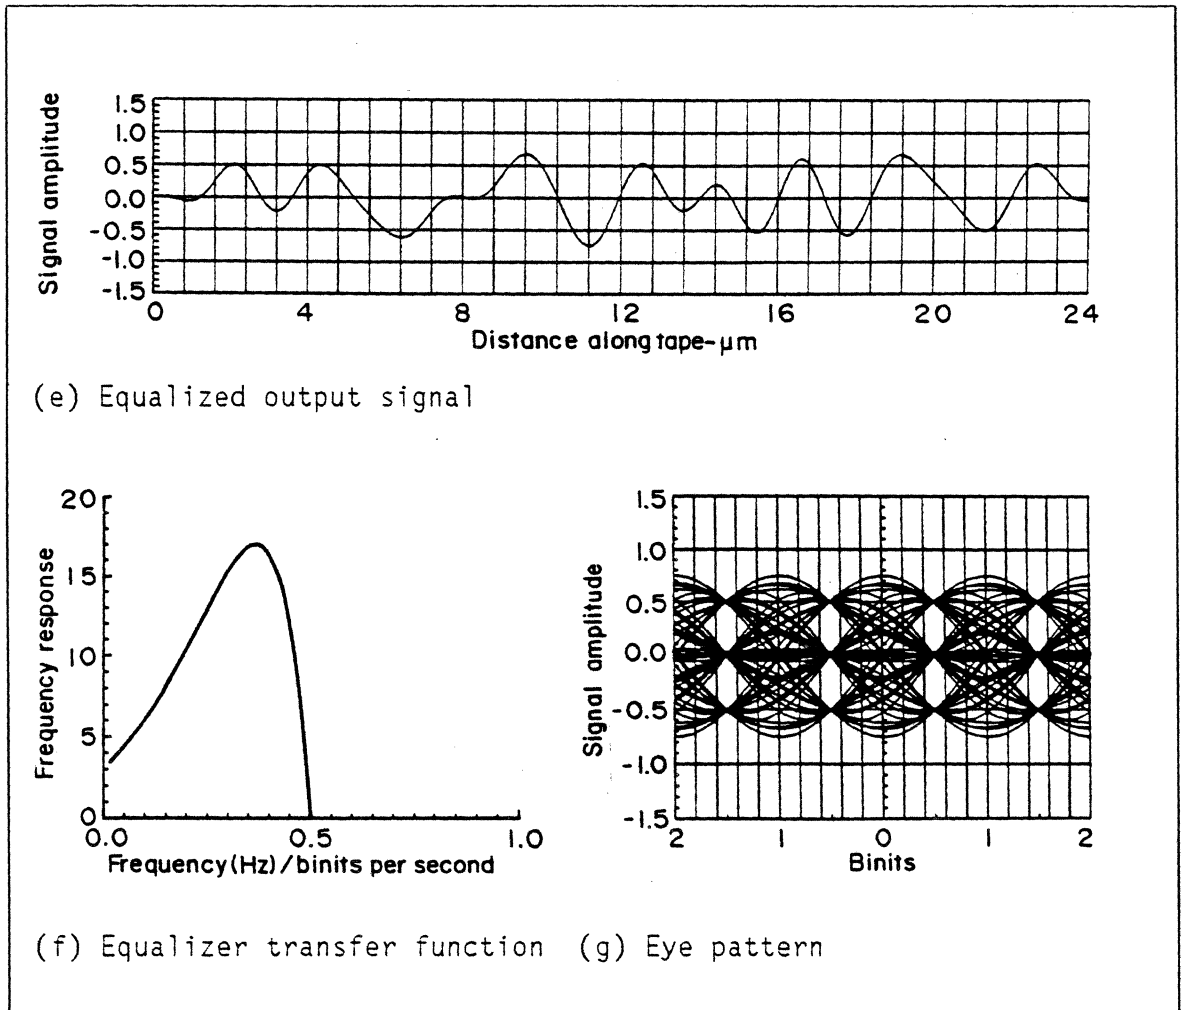 Signal amplitude
1.5
1.0
0.5
0.0
-0.5
-1.0
-1.5
0 4 8 12 16 20 24
Distance along tape-μm
(e) Equalized output signal
Frequency response
20
15
10
5
0
0.0 0.5 1.0
Frequency(Hz)/binits per second
Signal amplitude
1.5
1.0
0.5
0.0
-0.5
-1.0
-1.5
2 1 0 1 2
Binits
(f) Equalizer transfer function (g) Eye pattern